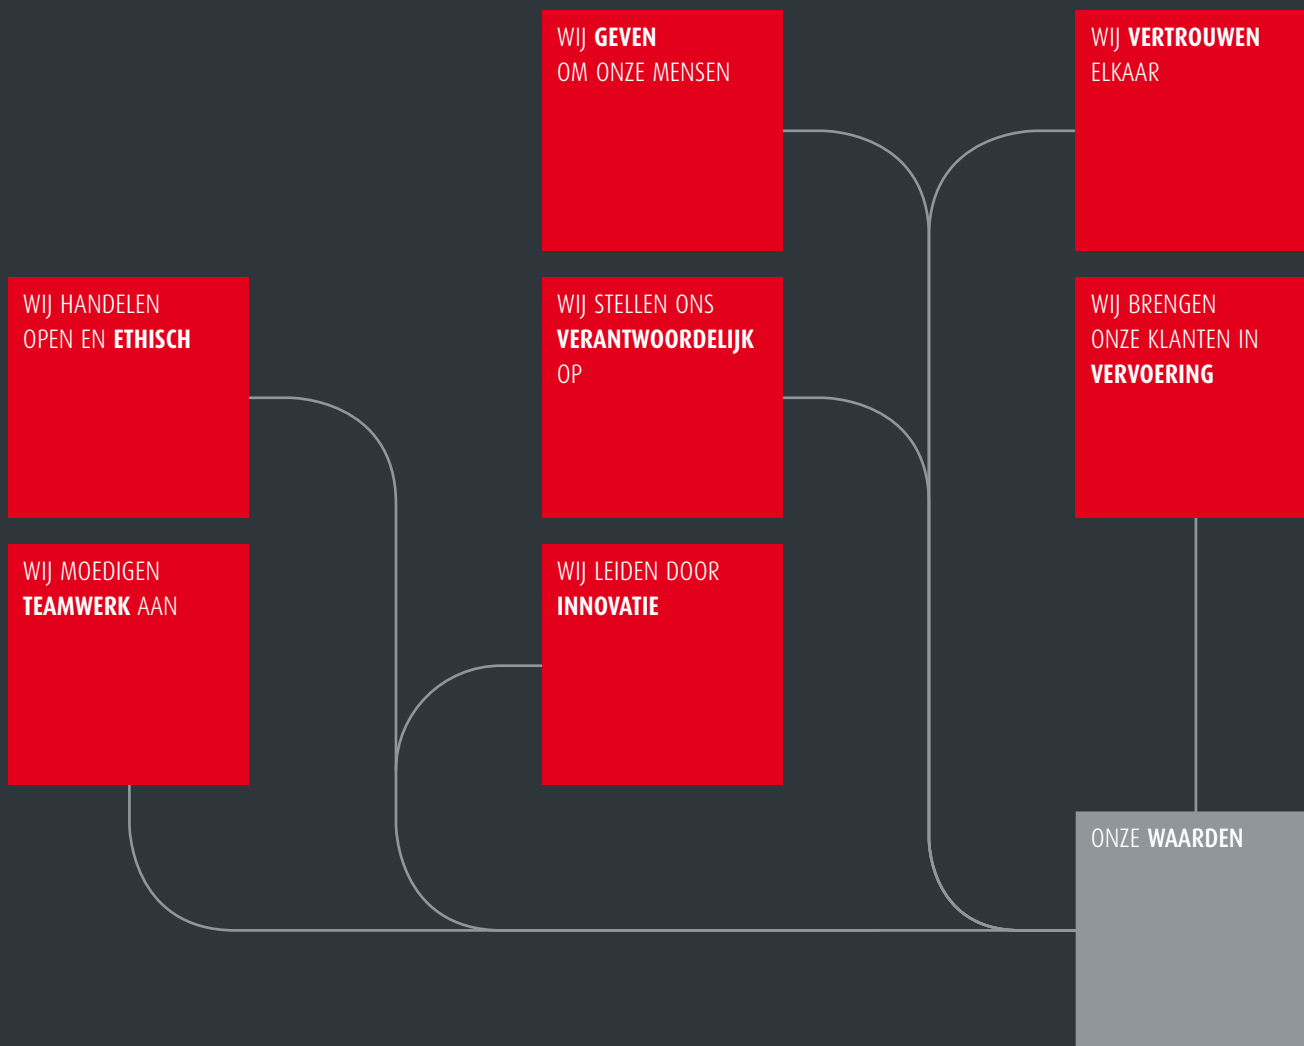 WIJ GEVEN
OM ONZE MENSEN
WIJ VERTROUWEN
ELKAAR
WIJ HANDELEN
OPEN EN ETHISCH
WIJ STELLEN ONS
VERANTWOORDELIJK
OP
WIJ BRENGEN
ONZE KLANTEN IN
VERVOERING
WIJ MOEDIGEN
TEAMWERK AAN
WIJ LEIDEN DOOR
INNOVATIE
ONZE WAARDEN